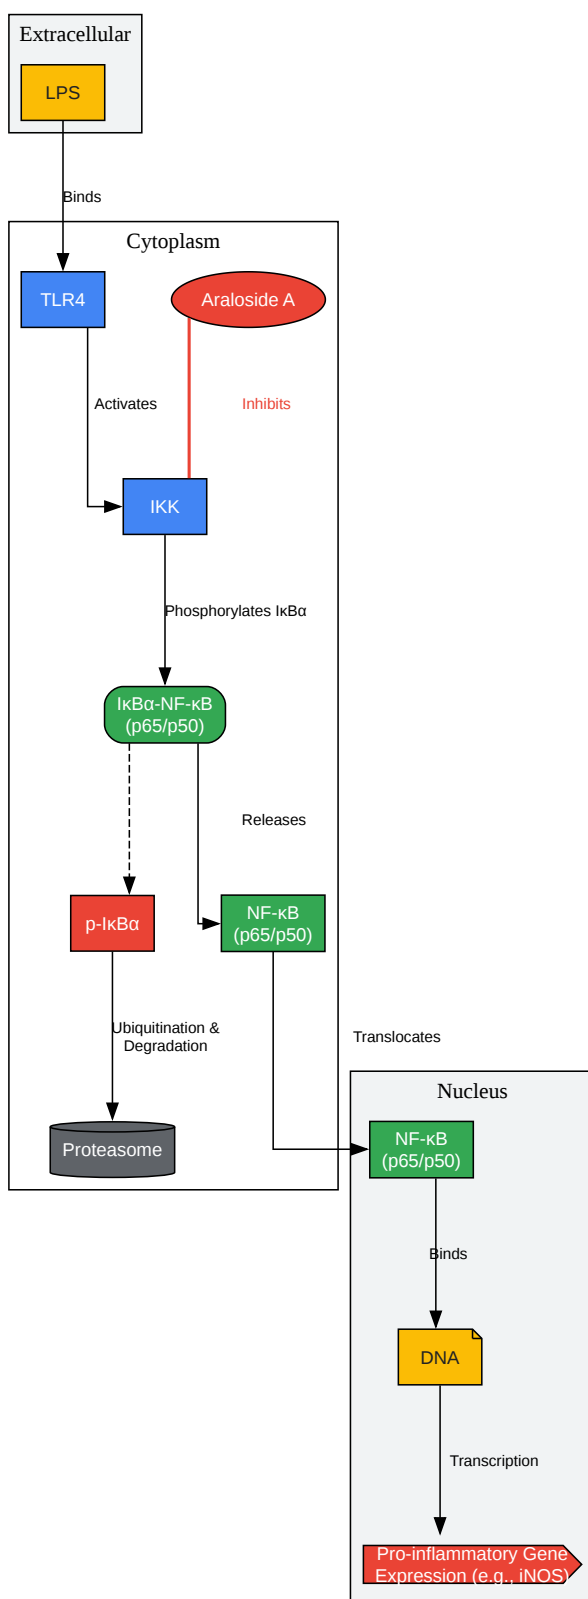 Extracellular
LPS
Binds
Cytoplasm
TLR4
Araloside A
Activates
Inhibits
IKK
Phosphorylates IκBα
IκBα-NF-κB
(p65/p50)
Releases
p-IκBα
NF-κB
(p65/p50)
Ubiquitination &
Degradation
Translocates
Nucleus
Proteasome
NF-κB
(p65/p50)
Binds
DNA
Transcription
Pro-inflammatory Gene
Expression (e.g., iNOS)